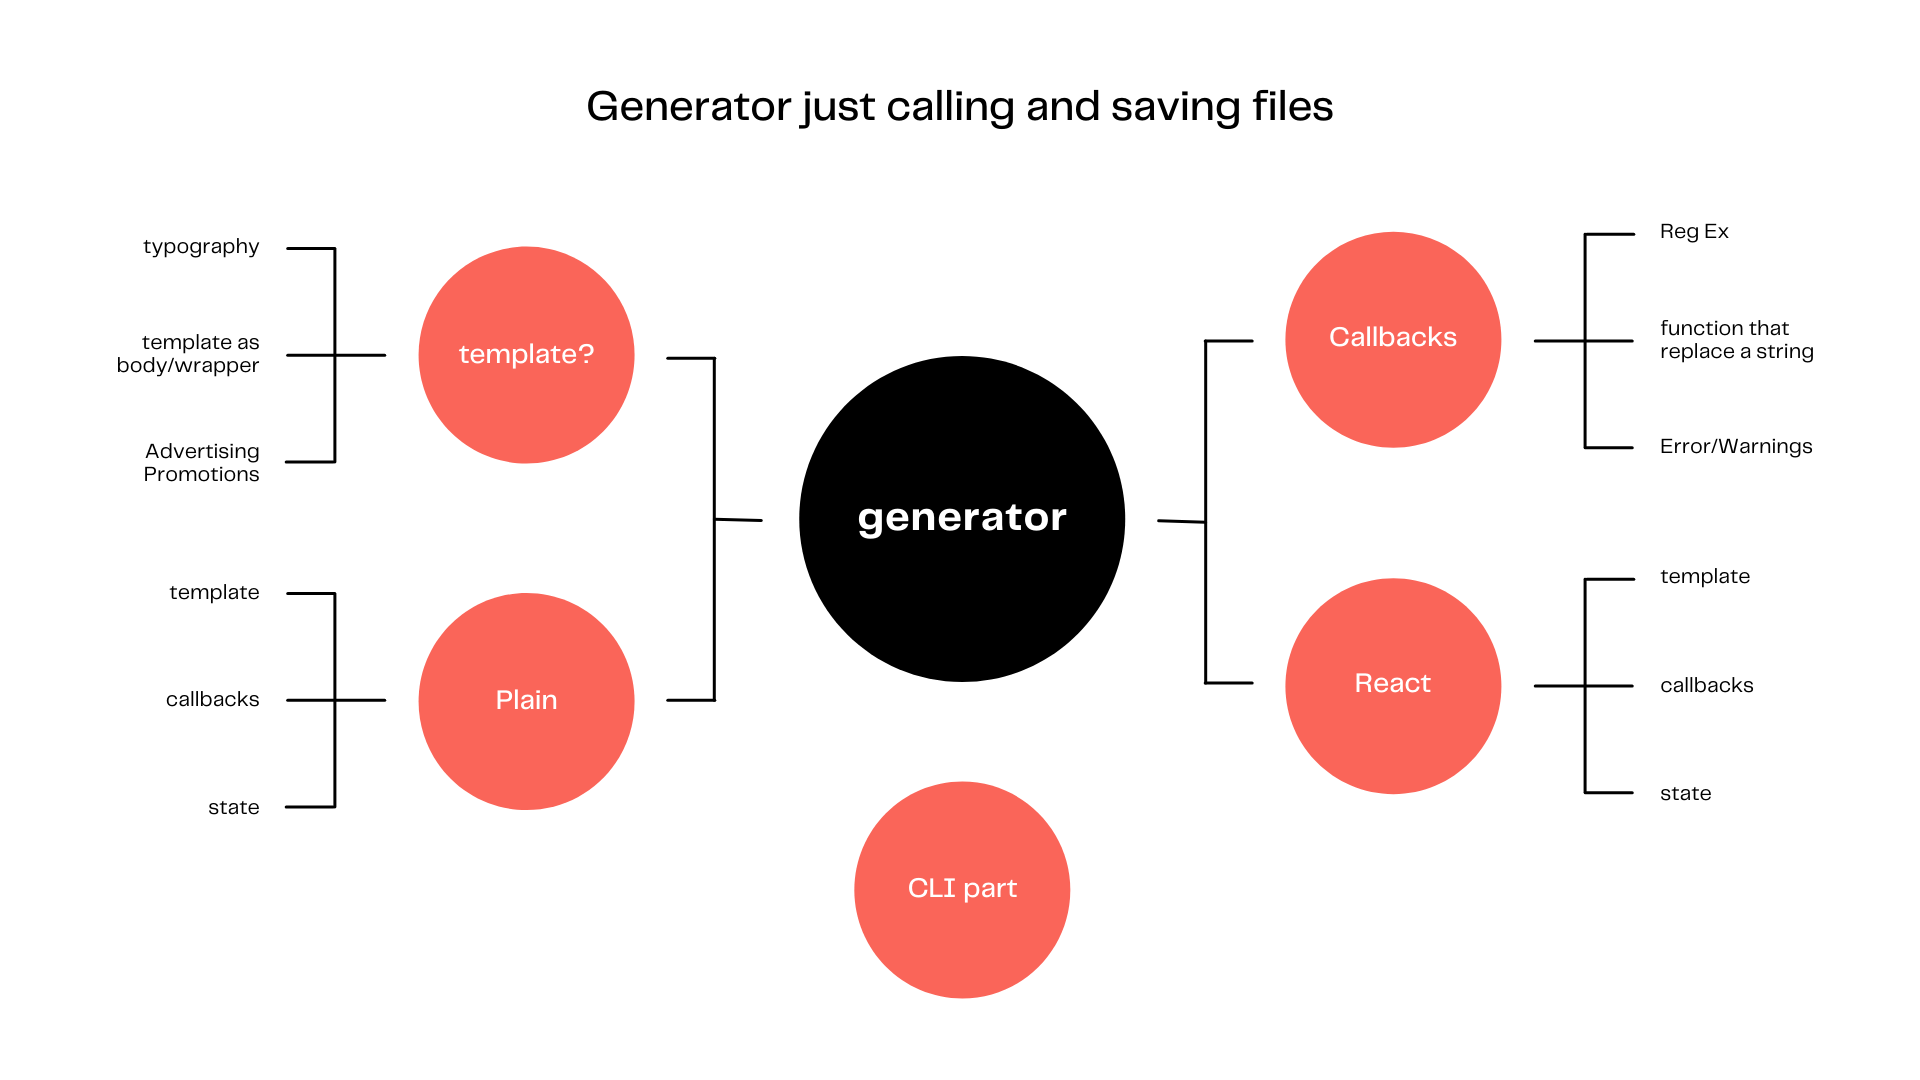 Generator just calling and saving files
typography
template as
body/wrapper
Advertising
Promotions
template?
template
callbacks
state
Plain
generator
CLI part
Callbacks
Reg Ex
function that
replace a string
Error/Warnings
React
template
callbacks
state